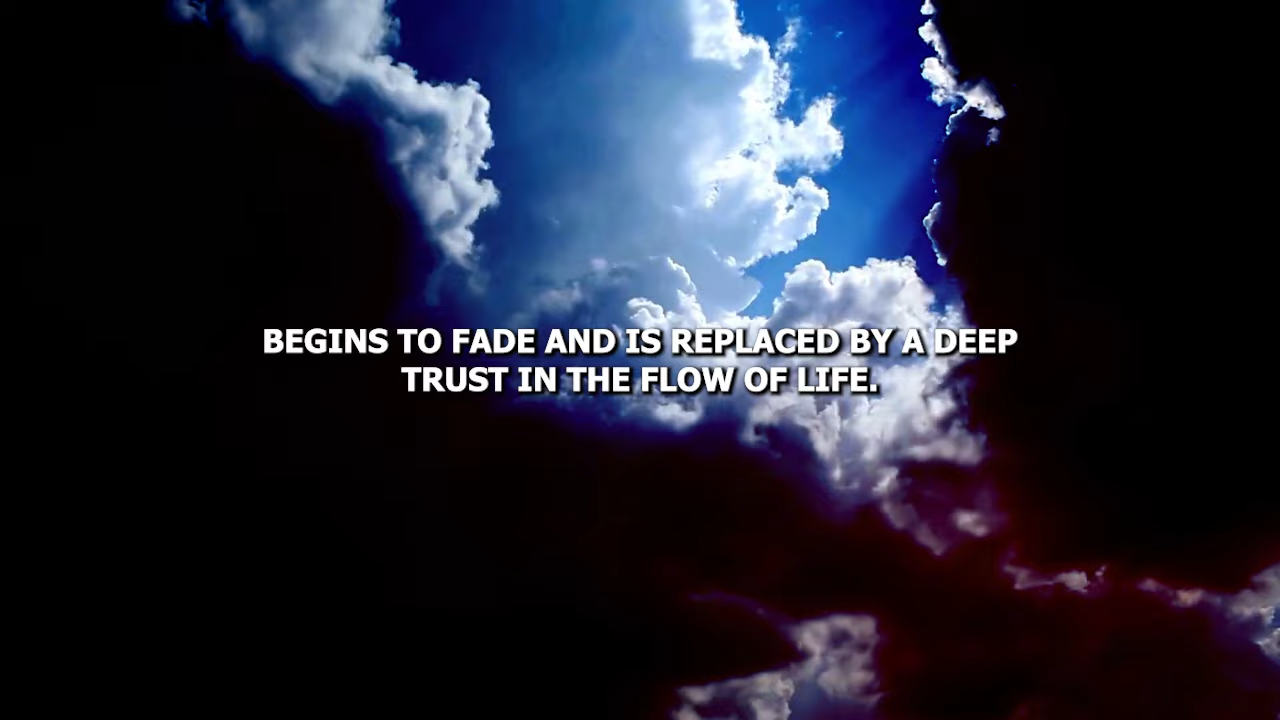 BEGINS TO FADE AND IS REPLACED BY A DEEP
TRUST IN THE FLOW OF LIFE.